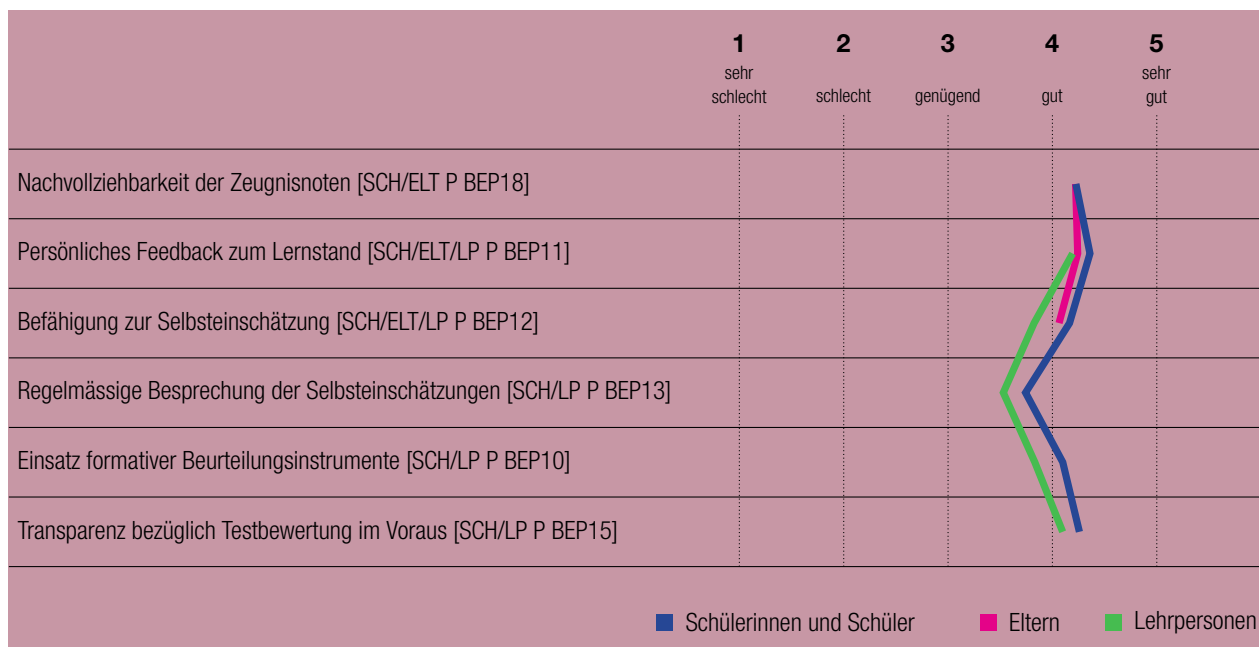 1 2 3 4 5
sehr schlecht schlecht genügend gut sehr gut
Nachvollziehbarkeit der Zeugnisnoten [SCH/ELT P BEP18]
Persönliches Feedback zum Lernstand [SCH/ELT/LP P BEP11]
Befähigung zur Selbsteinschätzung [SCH/ELT/LP P BEP12]
Regelmässige Besprechung der Selbsteinschätzungen [SCH/LP P BEP13]
Einsatz formativer Beurteilungsinstrumente [SCH/LP P BEP10]
Transparenz bezüglich Testbewertung im Voraus [SCH/LP P BEP15]
Schülerinnen und Schüler Eltern Lehrpersonen